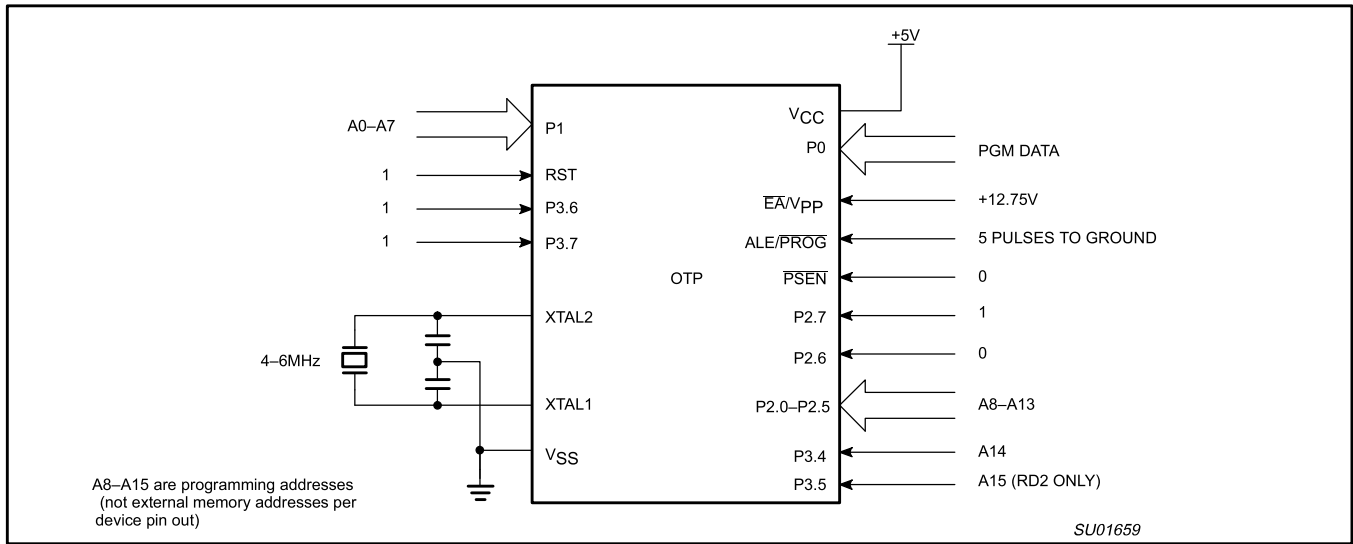 +5V
VCC
A0–A7
P1
P0
PGM DATA
1
RST
EA/VPP
+12.75V
1
P3.6
1
P3.7
ALE/PROG
5 PULSES TO GROUND
OTP
PSEN
0
XTAL2
P2.7
1
4–6MHz
P2.6
0
XTAL1
P2.0–P2.5
A8–A13
VSS
P3.4
A14
P3.5
A15 (RD2 ONLY)
A8–A15 are programming addresses
(not external memory addresses per
device pin out)
SU01659